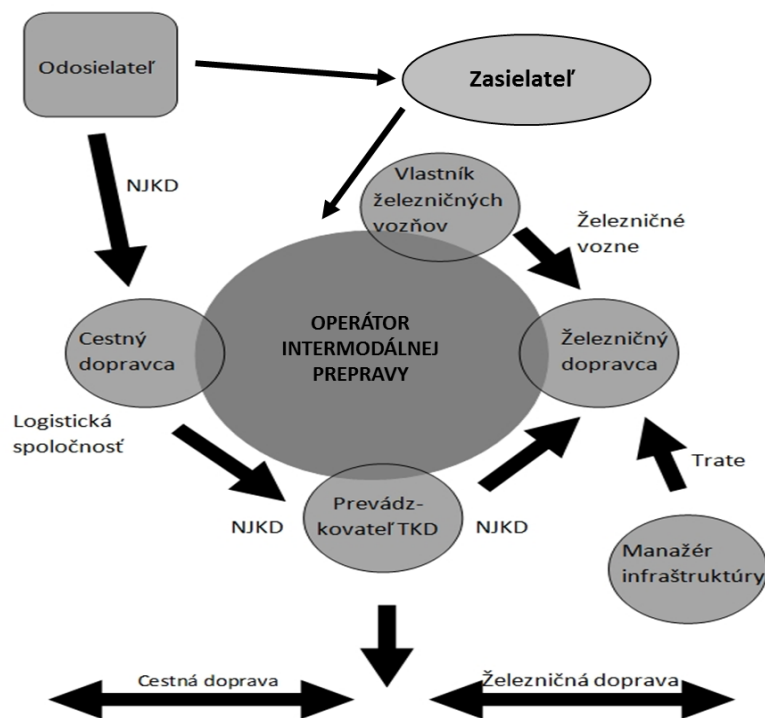 Odosielateľ
Zasielateľ
NJKD
Vlastník
železničných
vozňov
Železničné
vozne
OPERÁTOR
INTERMODÁLNEJ
PREPRAVY
Cestný
dopravca
Železničný
dopravca
Logistická
spoločnosť
Trate
Prevádz-
kovateľ TKD
NJKD
NJKD
Manažér
infraštruktúry
Cestná doprava
Železničná doprava